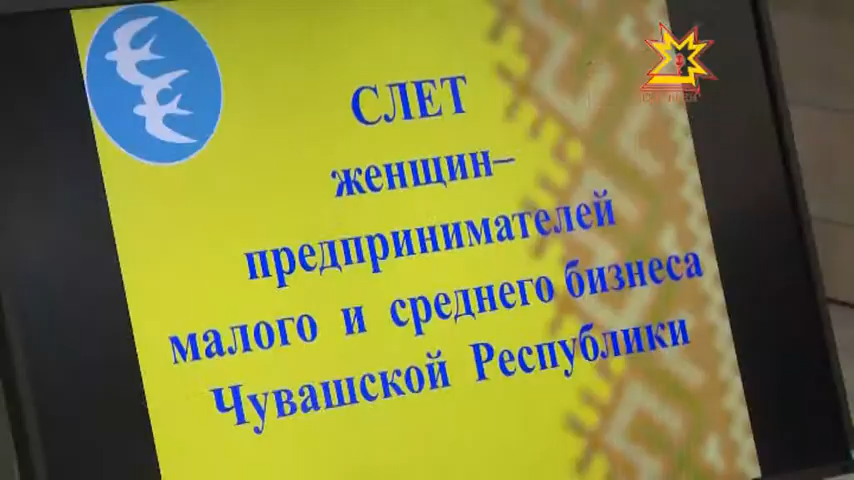 СЛЕТ
женщин–
предпринимателей
малого и среднего бизнеса
Чувашской Республики